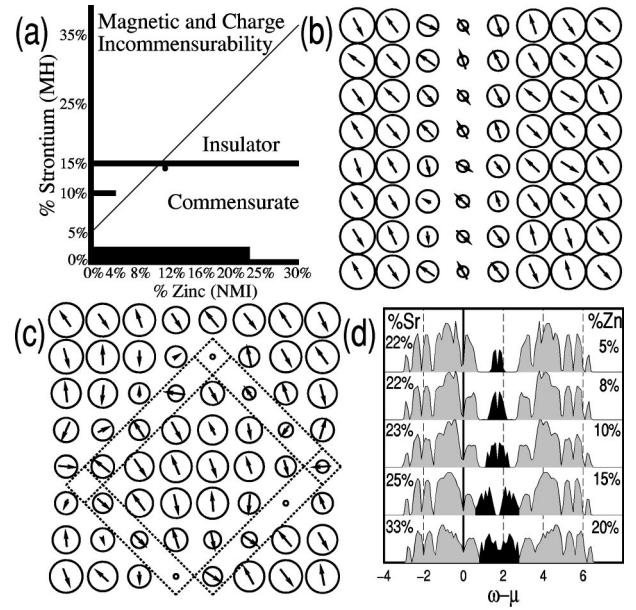 (a)
Magnetic and Charge
Incommensurability
Insulator
Commensurate
% Strontium (MH)
35%
25%
15%
10%
5%
0%
0% 4% 8% 12% 16% 20% 25% 30%
% Zinc (NMI)
(b)
(c)
(d)
%Sr %Zn
22% 5%
22% 8%
23% 10%
25% 15%
33% 20%
−4 −2 0 2 4 6 8
ω−μ